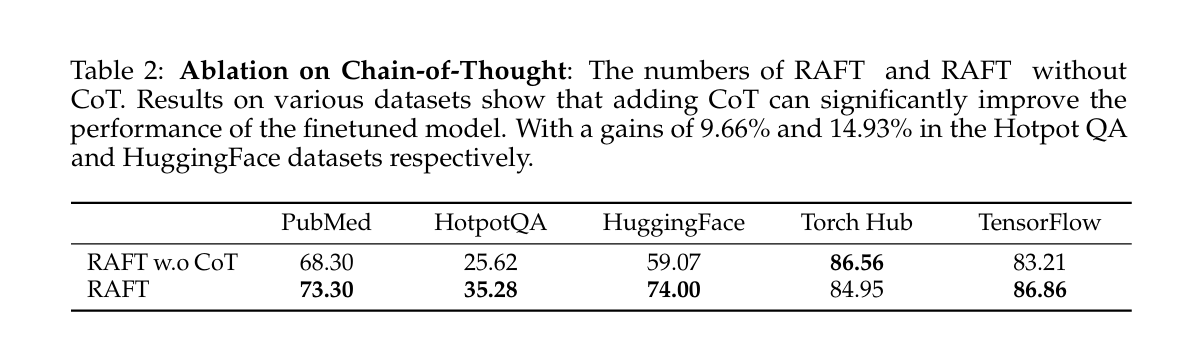 Table 2: Ablation on Chain-of-Thought: The numbers of RAFT and RAFT without
CoT. Results on various datasets show that adding CoT can significantly improve the
performance of the finetuned model. With a gains of 9.66% and 14.93% in the Hotpot QA
and HuggingFace datasets respectively.
PubMed HotpotQA HuggingFace Torch Hub TensorFlow
RAFT w.o CoT 68.30 25.62 59.07 86.56 83.21
RAFT 73.30 35.28 74.00 84.95 86.86